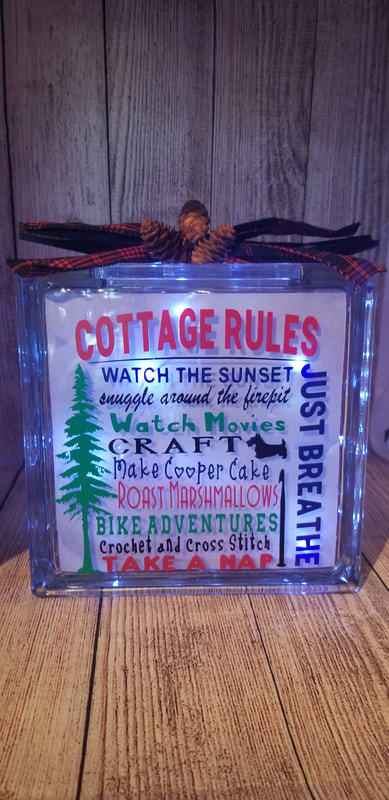 COTTAGE RULES
WATCH THE SUNSET
snuggle around the firepit
Watch Movies
CRAFT
Make Cooper Cake
ROAST MARSHMALLOWS
BIKE ADVENTURES
Crochet and Cross Stitch
TAKE A NAP
JUST BREATHE